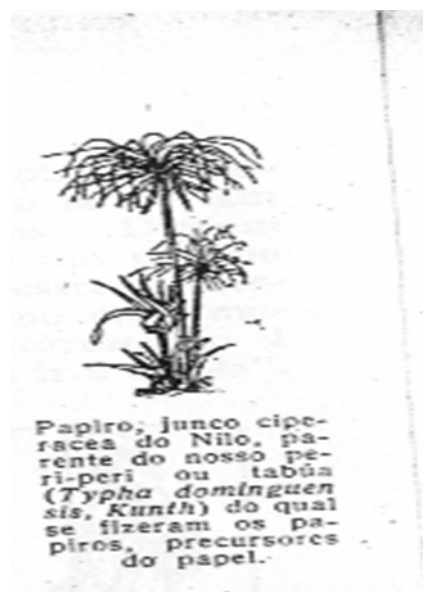 Papiro, junco cipe-
racea do Nilo, pa-
rente do nosso pe-
ri-peri ou tabúa
(Typha dominguen
sis, Kunth) do qual
se fizeram os pa-
piros, precursores
do papel.